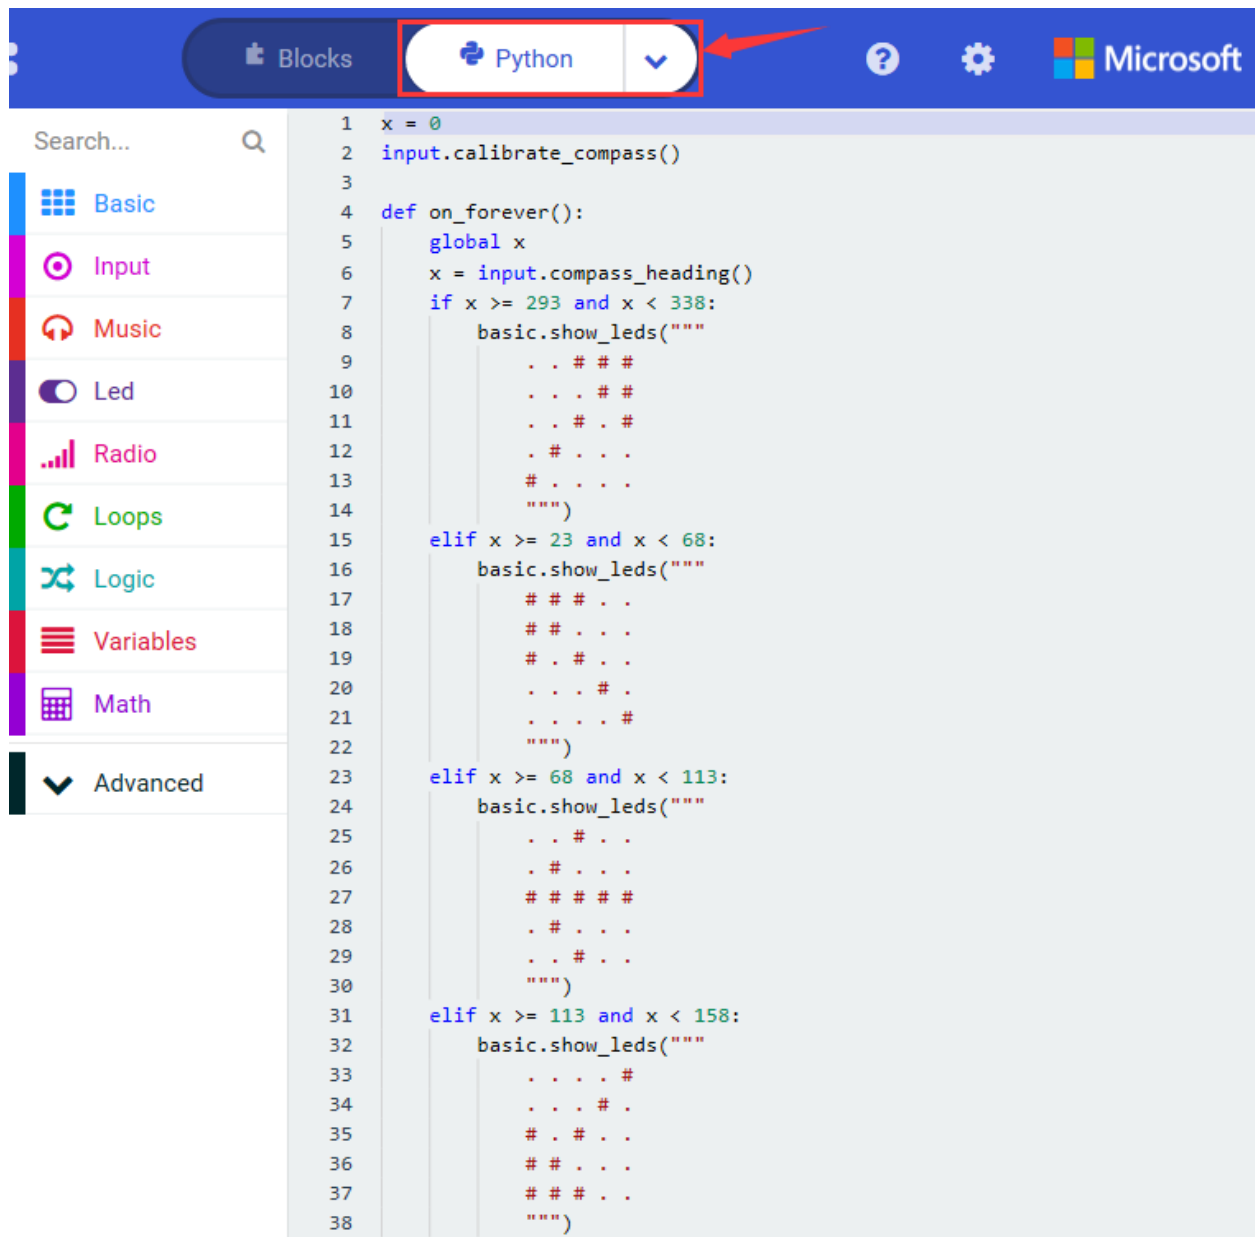 Blocks
Python
Microsoft
Search...
Basic
Input
Music
Led
Radio
Loops
Logic
Variables
Math
Advanced
1 x = 0
2 input.calibrate_compass()
3
4 def on_forever():
5     global x
6     x = input.compass_heading()
7     if x >= 293 and x < 338:
8         basic.show_leds("""
9             . . # # #
10             . . . # #
11             . . # . #
12             . # . . .
13             # . . . .
14             """)
15     elif x >= 23 and x < 68:
16         basic.show_leds("""
17             # # # . .
18             # # . . .
19             # . # . .
20             . . . # .
21             . . . . #
22             """)
23     elif x >= 68 and x < 113:
24         basic.show_leds("""
25             . . # . .
26             . # . . .
27             # # # # #
28             . # . . .
29             . . # . .
30             """)
31     elif x >= 113 and x < 158:
32         basic.show_leds("""
33             . . . . #
34             . . . # .
35             # . # . .
36             # # . . .
37             # # # . .
38             """)